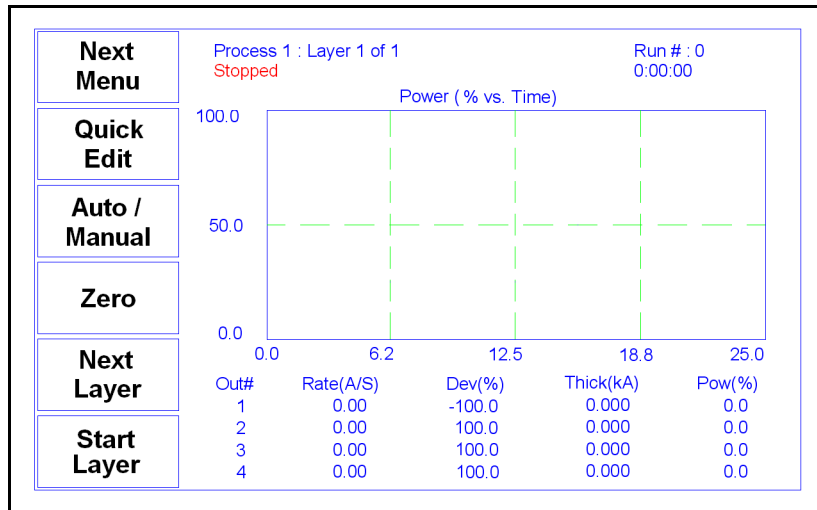 Next
Menu
Quick
Edit
Auto /
Manual
Zero
Next
Layer
Start
Layer
Process 1 : Layer 1 of 1
Run # : 0
Stopped
0:00:00
Power ( % vs. Time)
100.0
50.0
0.0
0.0 6.2 12.5 18.8 25.0
Out# Rate(A/S) Dev(%) Thick(kA) Pow(%)
1 0.00 -100.0 0.000 0.0
2 0.00 100.0 0.000 0.0
3 0.00 100.0 0.000 0.0
4 0.00 100.0 0.000 0.0